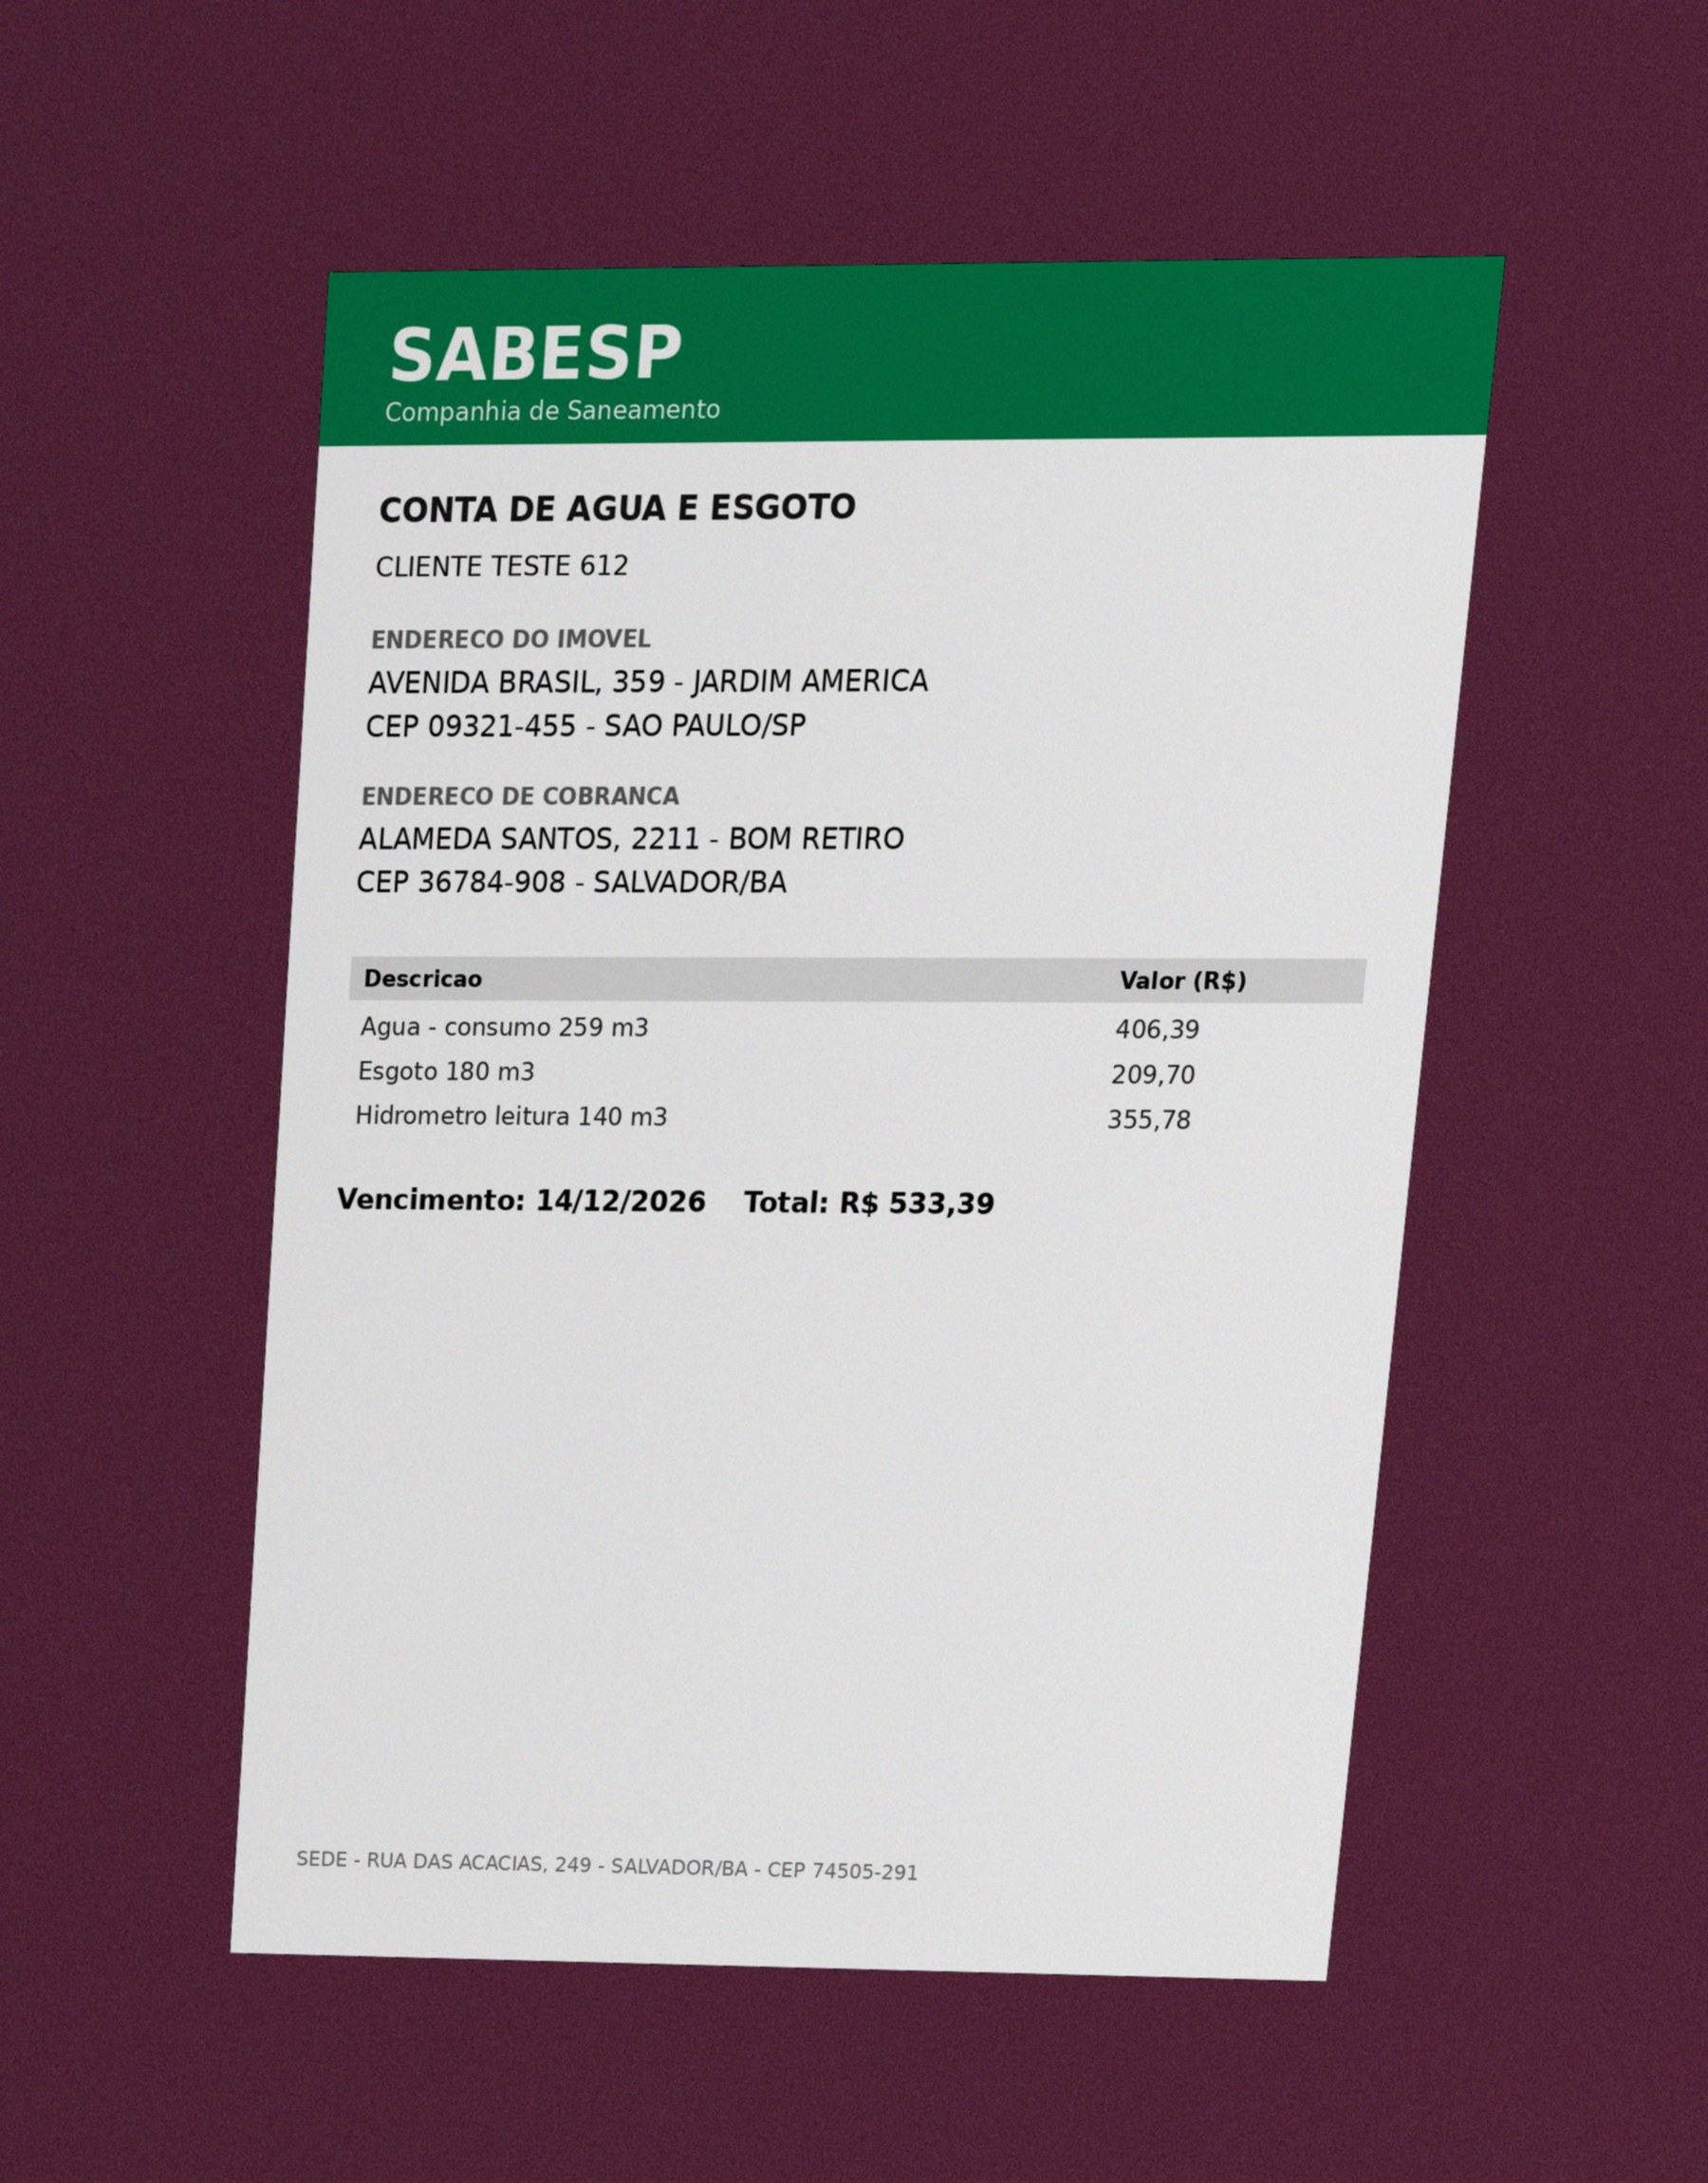 SABESP
Companhia de Saneamento
CONTA DE AGUA E ESGOTO
CLIENTE TESTE 612
ENDERECO DO IMOVEL
AVENIDA BRASIL, 359 - JARDIM AMERICA
CEP 09321-455 - SAO PAULO/SP
ENDERECO DE COBRANCA
ALAMEDA SANTOS, 2211 - BOM RETIRO
CEP 36784-908 - SALVADOR/BA
Descricao Valor (R$)
Agua - consumo 259 m3 406,39
Esgoto 180 m3 209,70
Hidrometro leitura 140 m3 355,78
Vencimento: 14/12/2026 Total: R$ 533,39
SEDE - RUA DAS ACACIAS, 249 - SALVADOR/BA - CEP 74505-291